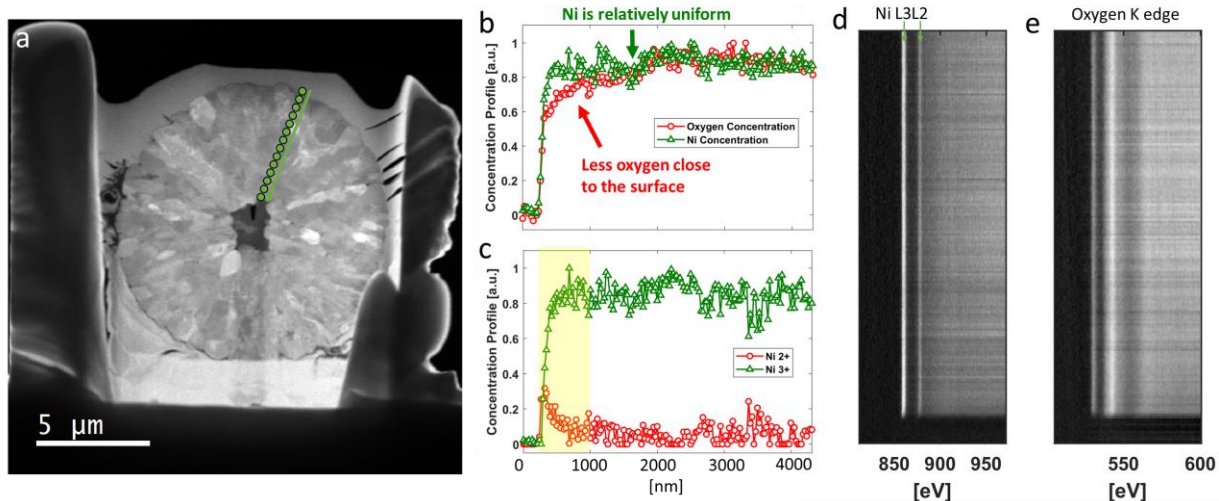 a
5 μm
b
Ni is relatively uniform
1
0.8
0.6
0.4
0.2
0
Concentration Profile [a.u.]
Oxygen Concentration
Ni Concentration
Less oxygen close
to the surface
c
1
0.8
0.6
0.4
0.2
0
Concentration Profile [a.u.]
Ni 2+
Ni 3+
0 1000 2000 3000 4000
[nm]
d
Ni L3L2
850 900 950
[eV]
e
Oxygen K edge
550 600
[eV]